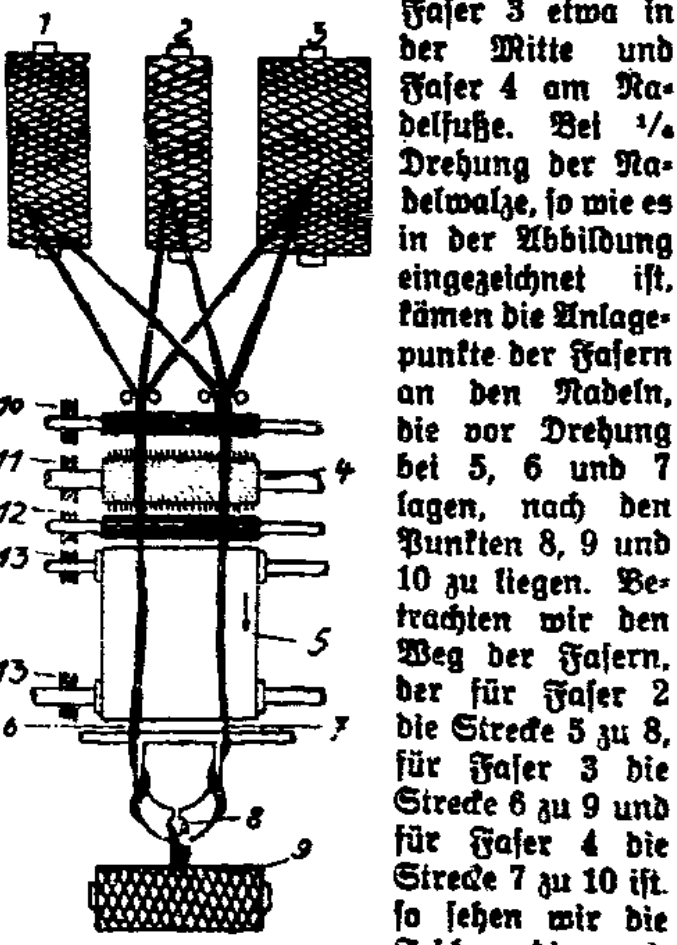 1 2 3
10
11 4
12
13
5
13
6 7
8
9
Faſer 3 etwa in
der Mitte und
Faſer 4 am Na-
delfuße. Bei
Drehung der Na-
delwalze, ſo wie es
in der Abbildung
eingezeichnet iſt,
kämen die Anlage-
punkte der Faſern
an den Nadeln,
die vor Drehung
bei 5, 6 und 7
lagen, nach den
Punkten 8, 9 und
10 zu liegen. Be-
trachten wir den
Weg der Faſern,
der für Faſer 2
die Strecke 5 zu 8,
für Faſer 3 die
Strecke 6 zu 9 und
für Faſer 4 die
Strecke 7 zu 10 iſt,
ſo ſehen wir die